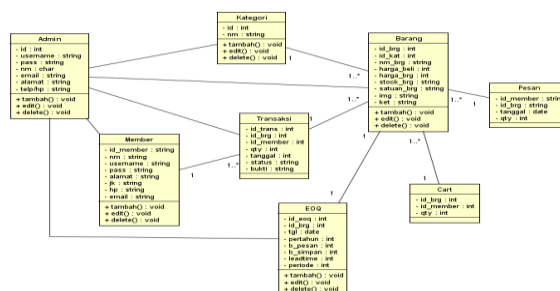 Kategori
- id : int
- nm : string
+ tambah() : void
+ edit() : void
+ delete() : void
Admin
- id : int
- username : string
- pass : string
- nm : char
- email : string
- alamat : string
- telp/hp : string
+ tambah() : void
+ edit() : void
+ delete() : void
Barang
- id_brg : int
- id_kat : int
- nm_brg : string
- harga_beli : int
- harga_brg : int
- stock_brg : string
- satuan_brg : string
- img : string
- ket : string
+ tambah() : void
+ edit() : void
+ delete() : void
Pesan
- id_member : string
- id_brg : string
- tanggal : date
- qty : int
Transaksi
- id_trans : int
- id_brg : int
- id_member : int
- qty : int
- tanggal : int
- status : string
- bukti : string
Member
- id_member : string
- nm : string
- username : string
- pass : string
- alamat : string
- jk : string
- hp : string
- email : string
+ tambah() : void
+ edit() : void
+ delete() : void
Cart
- id_brg : int
- id_member : int
- qty : int
EOQ
- id_eoq : int
- id_brg : int
- tgl : date
- pertahun : int
- b_pesan : int
- b_simpan : int
- leadtime : int
- periode : int
+ tambah() : void
+ edit() : void
+ delete() : void
1
1..*
1..*
1..*
1
1
1..*
1
1..*
1
1..*
1
1